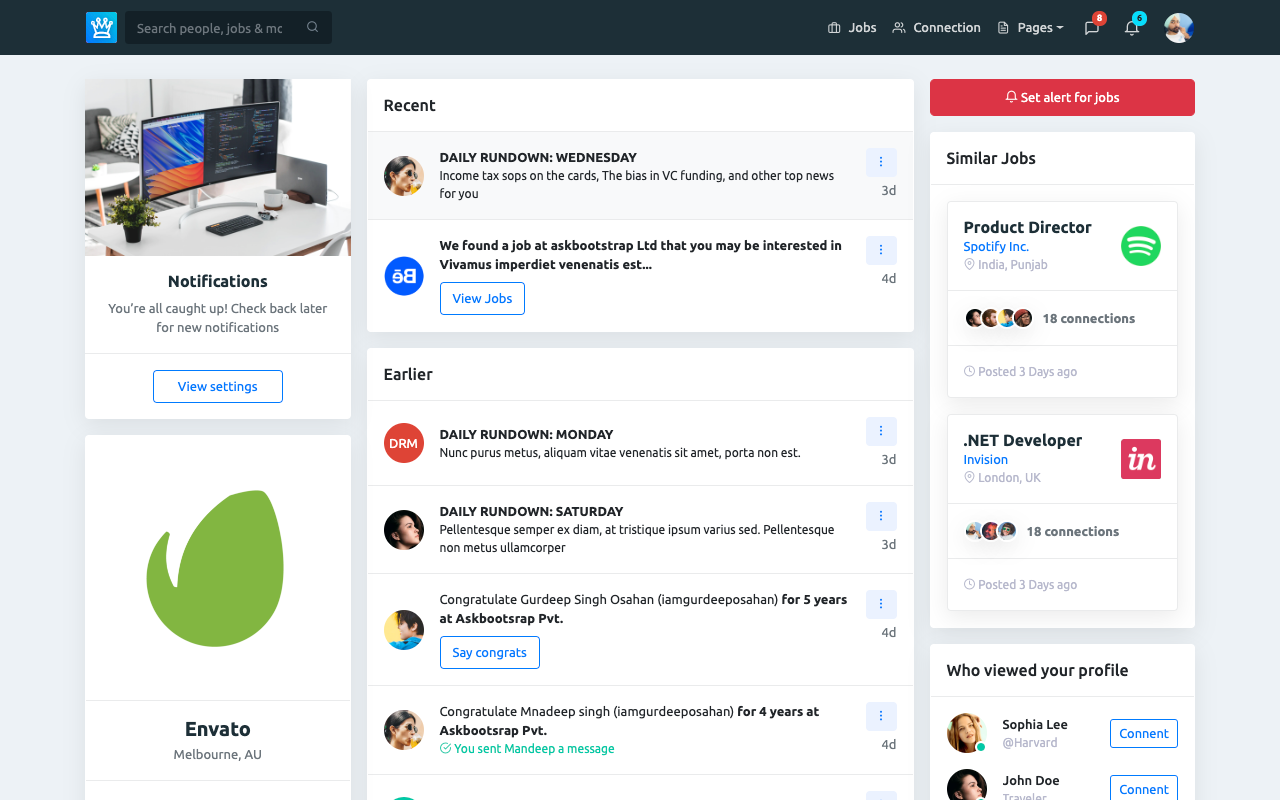 Search people, jobs & mc
Jobs
Connection
Pages
8
6
Notifications
You're all caught up! Check back later
for new notifications
View settings
Envato
Melbourne, AU
Recent
DAILY RUNDOWN: WEDNESDAY
Income tax sops on the cards, The bias in VC funding, and other top news
for you
3d
Bē
We found a job at askbootstrap Ltd that you may be interested in
Vivamus imperdiet venenatis est...
View Jobs
4d
Earlier
DRM
DAILY RUNDOWN: MONDAY
Nunc purus metus, aliquam vitae venenatis sit amet, porta non est.
3d
DAILY RUNDOWN: SATURDAY
Pellentesque semper ex diam, at tristique ipsum varius sed. Pellentesque
non metus ullamcorper
3d
Congratulate Gurdeep Singh Osahan (iamgurdeeposahan) for 5 years
at Askbootsrap Pvt.
Say congrats
4d
Congratulate Mnadeep singh (iamgurdeeposahan) for 4 years at
Askbootsrap Pvt.
You sent Mandeep a message
4d
Set alert for jobs
Similar Jobs
Product Director
Spotify Inc.
India, Punjab
18 connections
Posted 3 Days ago
.NET Developer
Invision
London, UK
in
18 connections
Posted 3 Days ago
Who viewed your profile
Sophia Lee
@Harvard
Connent
John Doe
Traveler
Connent